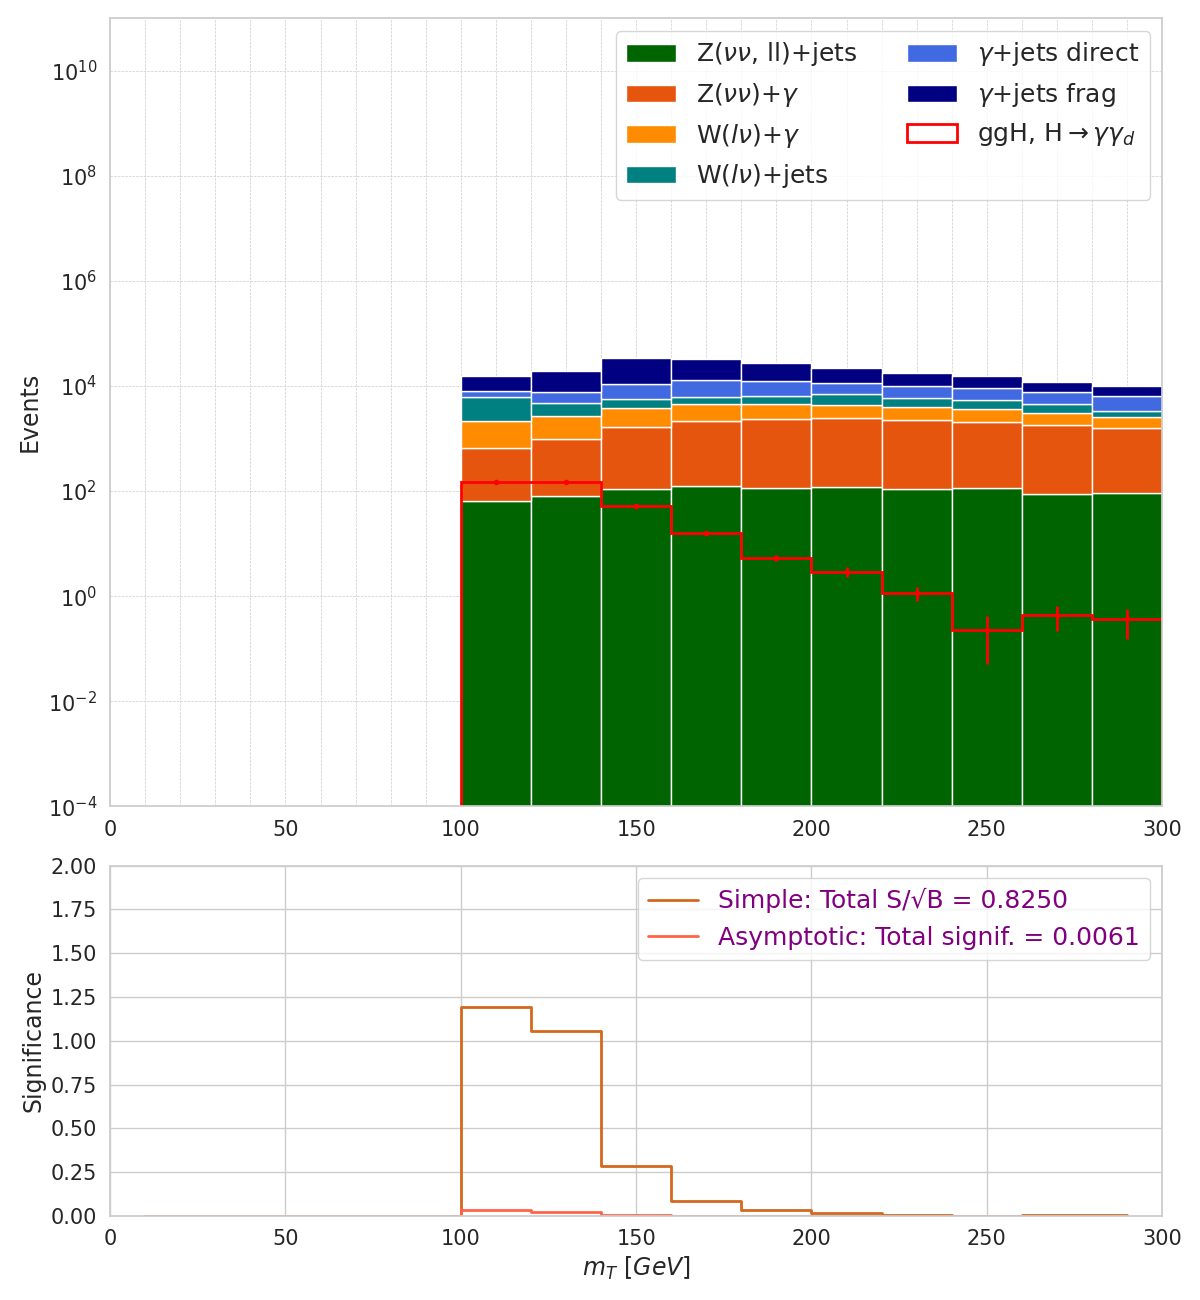 Z(νν, ll)+jets
Z(νν)+γ
W(lν)+γ
W(lν)+jets
γ+jets direct
γ+jets frag
ggH, H→γγ_d
Events
10^10
10^8
10^6
10^4
10^2
10^0
10^−2
10^−4
0 50 100 150 200 250 300
Simple: Total S/√B = 0.8250
Asymptotic: Total signif. = 0.0061
Significance
2.00
1.75
1.50
1.25
1.00
0.75
0.50
0.25
0.00
0 50 100 150 200 250 300
m_T [GeV]